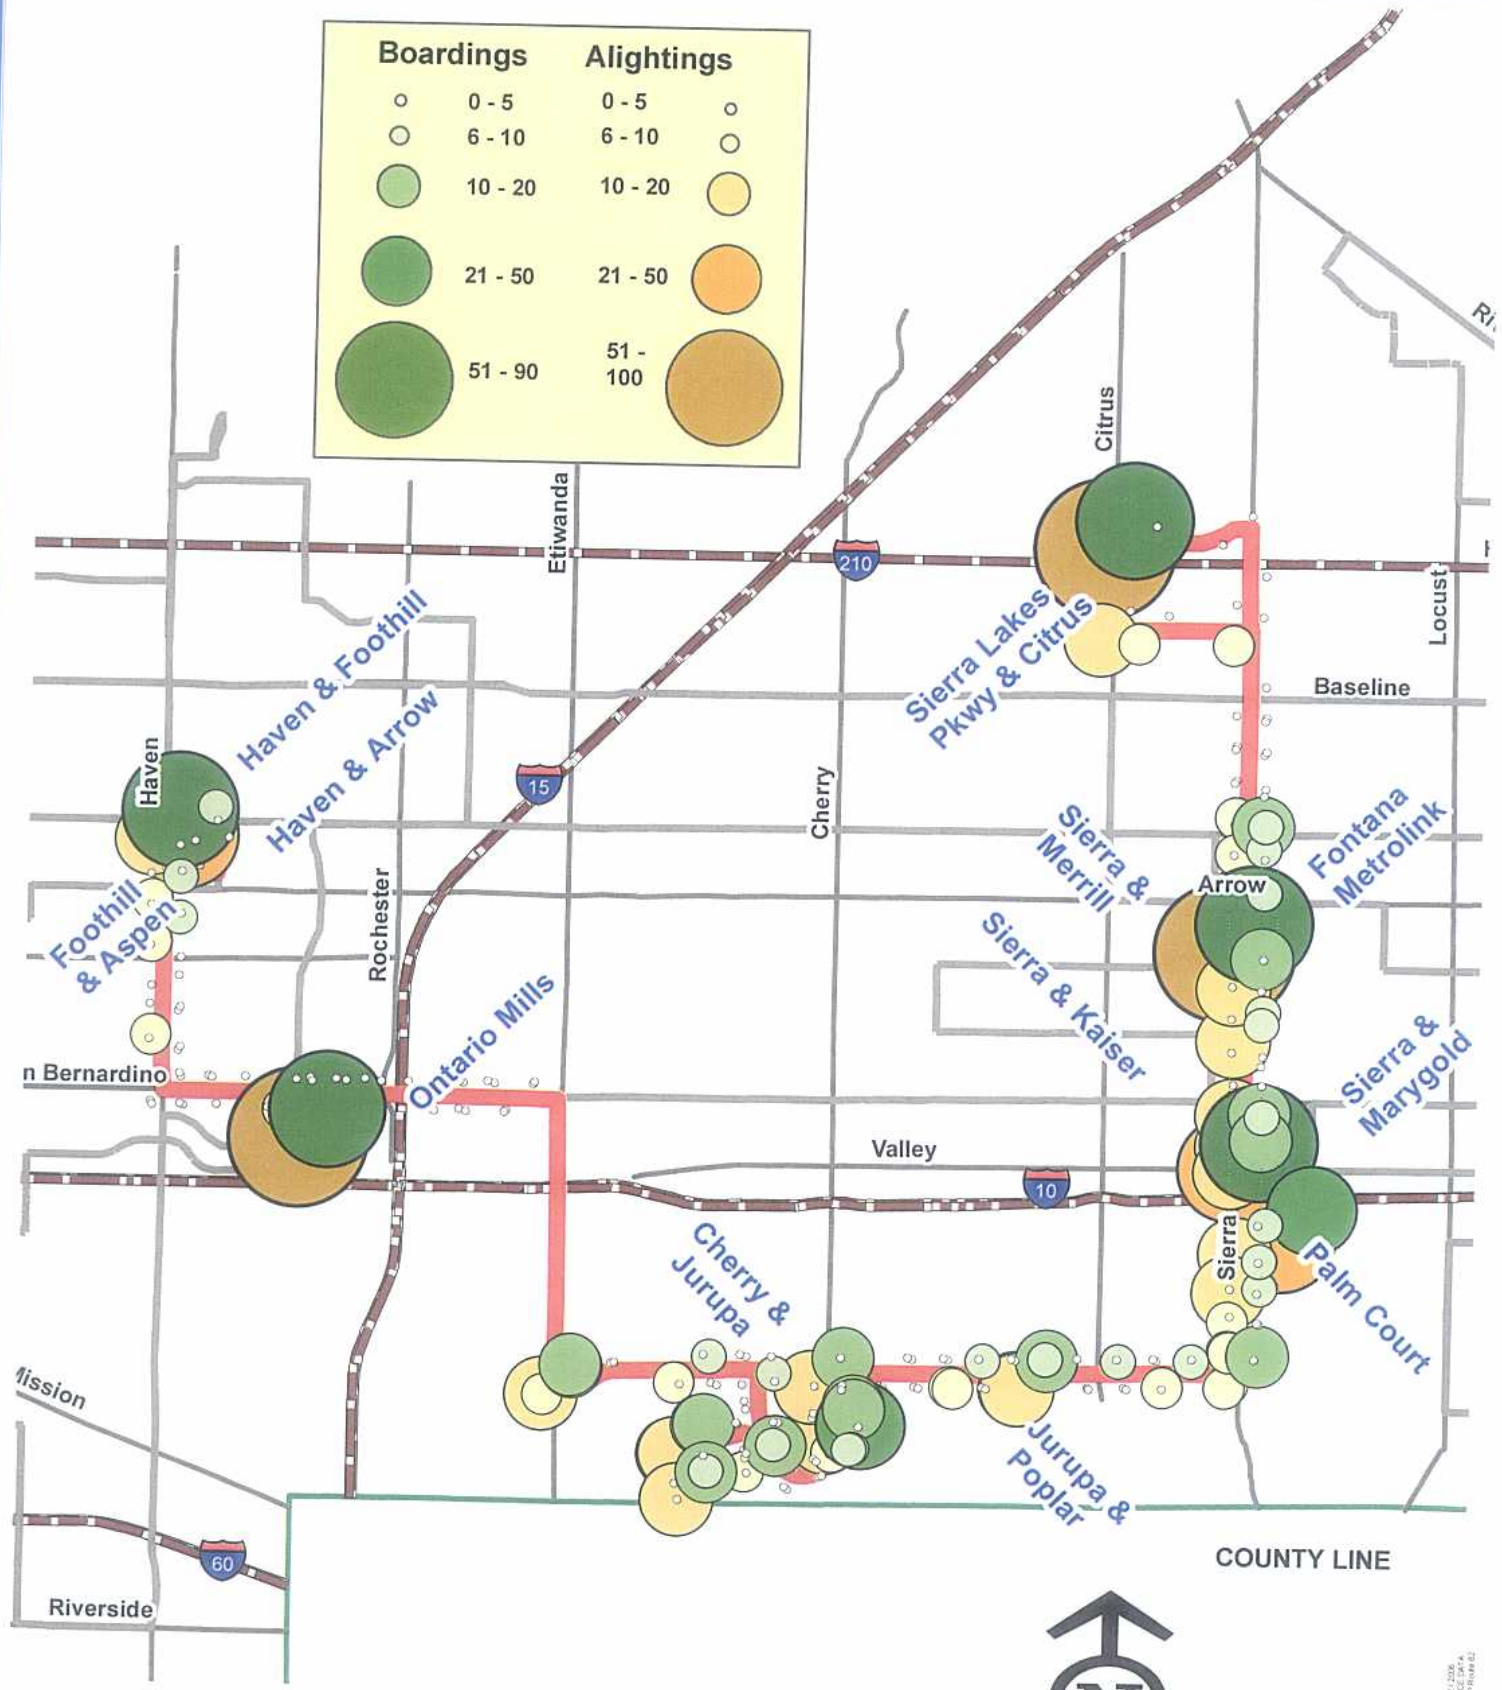 Boardings Alightings
0 - 5 0 - 5
6 - 10 6 - 10
10 - 20 10 - 20
21 - 50 21 - 50
51 - 90 51 -
100
Citrus
Etiwanda
210
Locust
Sierra Lakes
Pkwy & Citrus
Baseline
Haven & Foothill
Haven & Arrow
Haven
15
Cherry
Rochester
Foothill
& Aspen
Sierra &
Merrill
Arrow
Fontana
Metrolink
Sierra & Kaiser
Sierra &
Marygold
Ontario Mills
n Bernardino
Valley
10
Sierra
Palm Court
Cherry &
Jurupa
Jurupa &
Poplar
Mission
60
Riverside
COUNTY LINE
N